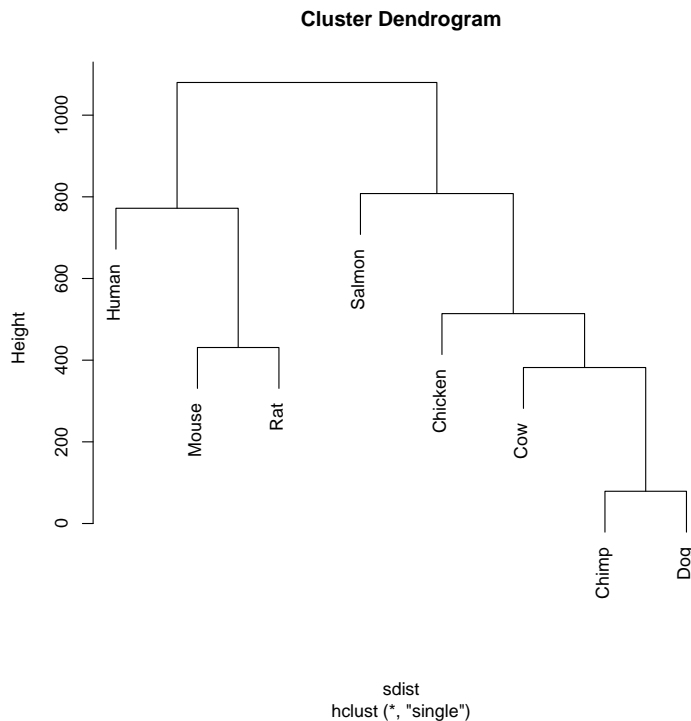 Cluster Dendrogram
Height
0
200
400
600
800
1000
Human
Mouse
Rat
Salmon
Chicken
Cow
Chimp
Dog
sdist
hclust (*, "single")